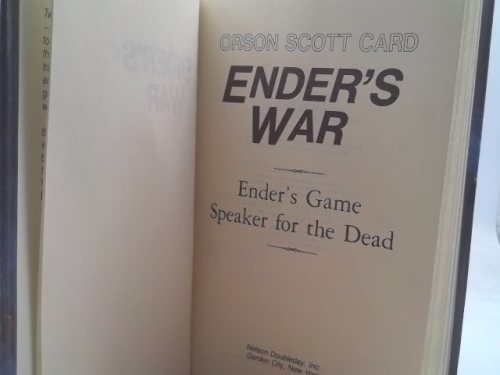 ORSON SCOTT CARD
ENDER'S
WAR
Ender's Game
Speaker for the Dead
Nelson Doubleday, Inc.
Garden City, New York